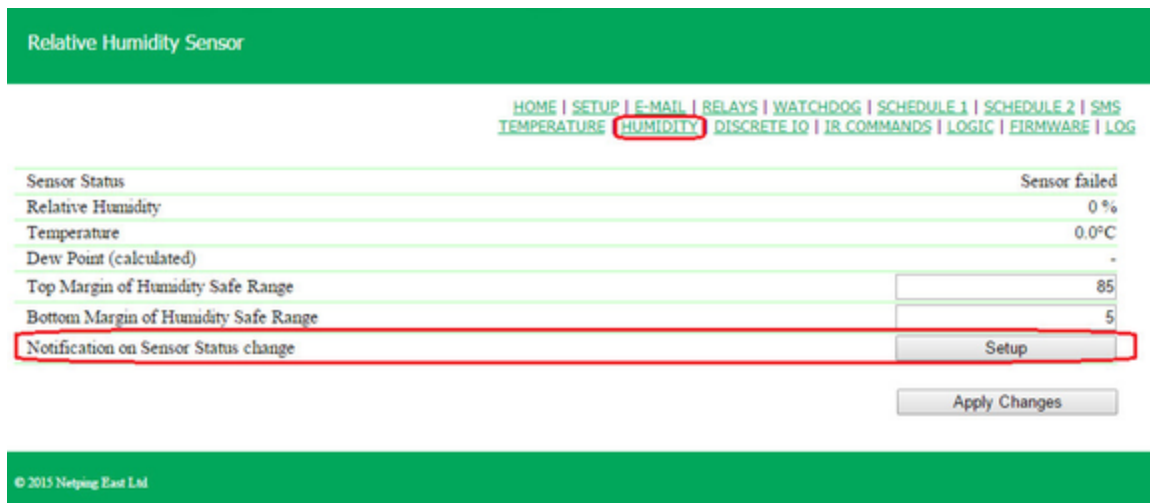 Relative Humidity Sensor
HOME | SETUP | E-MAIL | RELAYS | WATCHDOG | SCHEDULE 1 | SCHEDULE 2 | SMS
TEMPERATURE | HUMIDITY | DISCRETE IO | IR COMMANDS | LOGIC | FIRMWARE | LOG
Sensor Status Sensor failed
Relative Humidity 0 %
Temperature 0.0°C
Dew Point (calculated) -
Top Margin of Humidity Safe Range 85
Bottom Margin of Humidity Safe Range 5
Notification on Sensor Status change Setup
Apply Changes
© 2015 Netping East Ltd